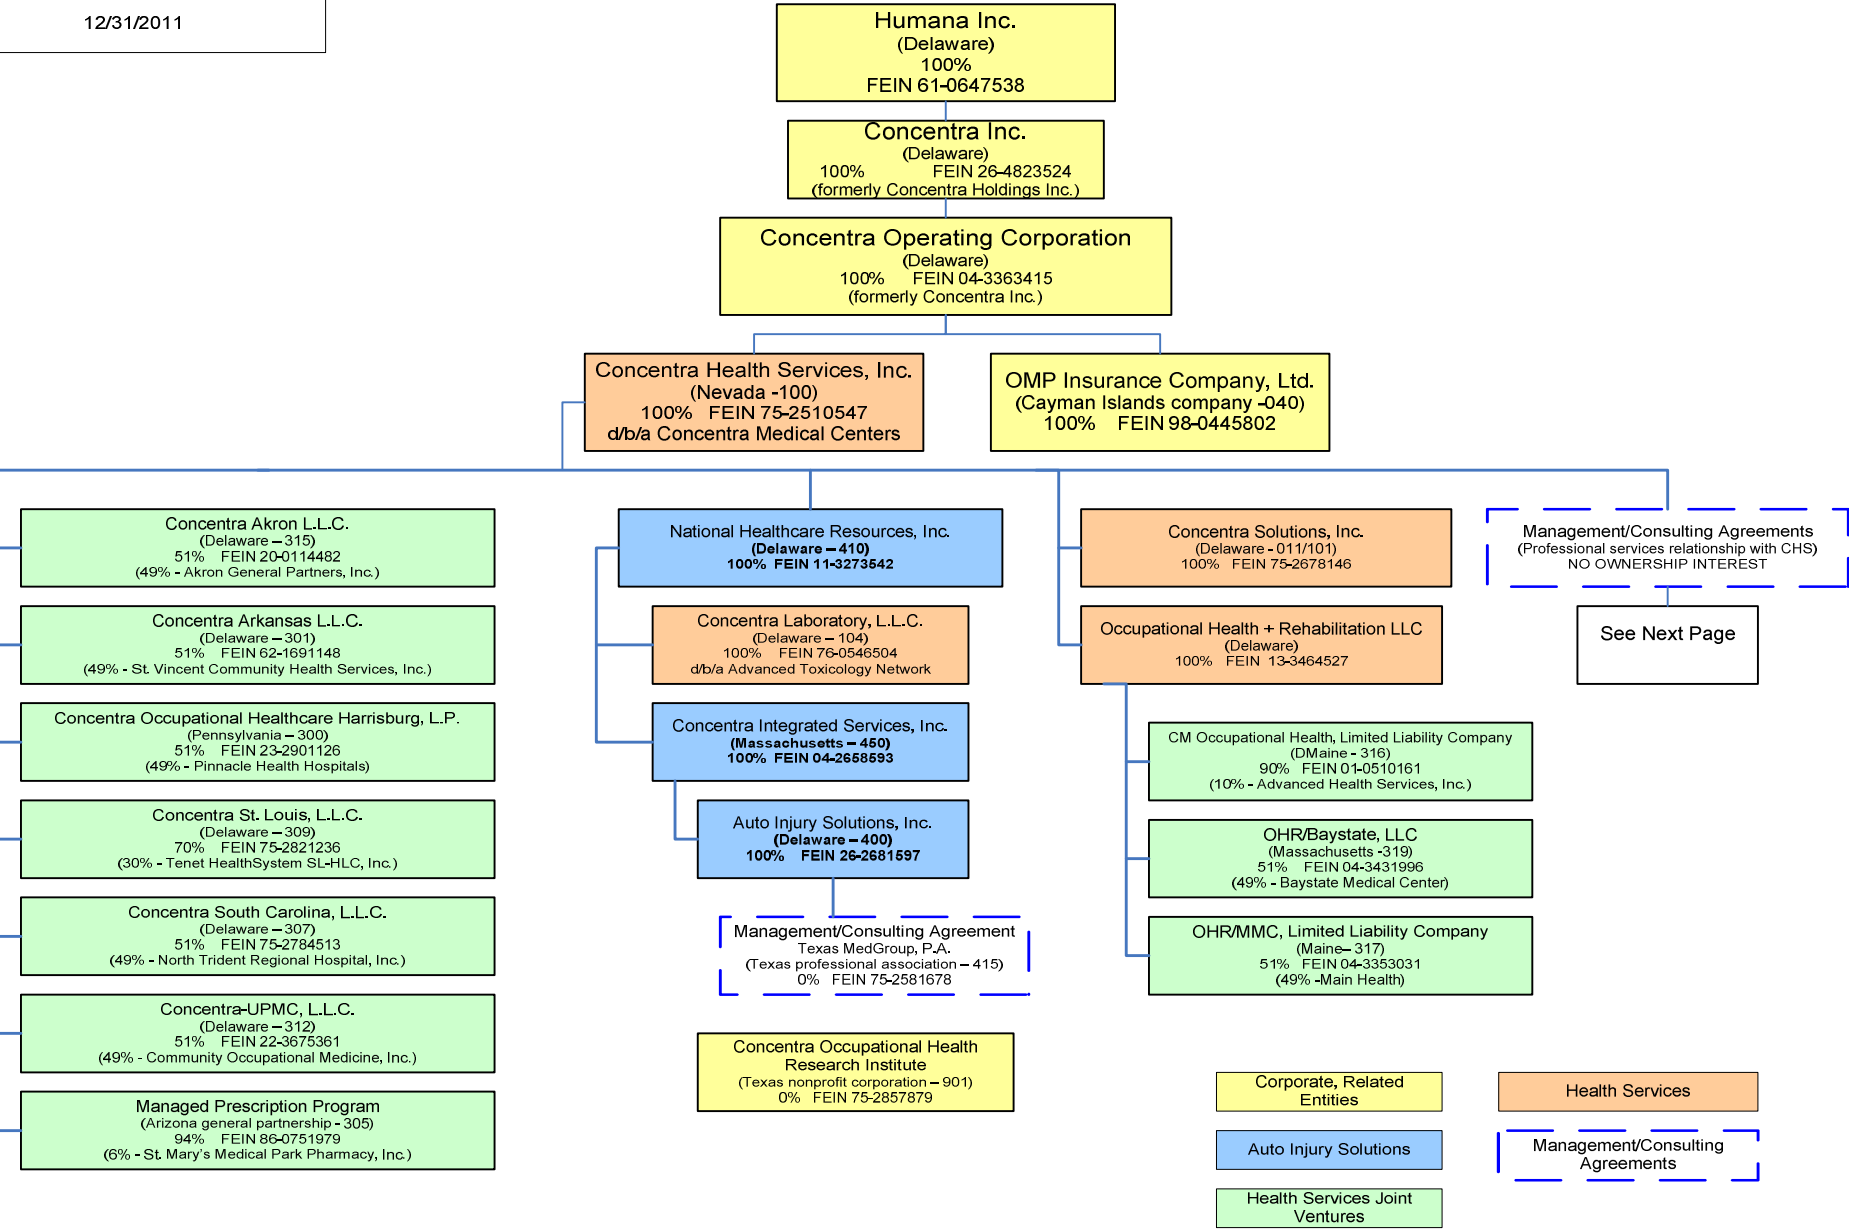 12/31/2011
Humana Inc.
(Delaware)
100%
FEIN 61-0647538
Concentra Inc.
(Delaware)
100% FEIN 26-4823524
(formerly Concentra Holdings Inc.)
Concentra Operating Corporation
(Delaware)
100% FEIN 04-3363415
(formerly Concentra Inc.)
Concentra Health Services, Inc.
(Nevada -100)
100% FEIN 75-2510547
d/b/a Concentra Medical Centers
OMP Insurance Company, Ltd.
(Cayman Islands company -040)
100% FEIN 98-0445802
Concentra Akron L.L.C.
(Delaware – 315)
51% FEIN 20-0114482
(49% - Akron General Partners, Inc.)
Concentra Arkansas L.L.C.
(Delaware – 301)
51% FEIN 62-1691148
(49% - St. Vincent Community Health Services, Inc.)
Concentra Occupational Healthcare Harrisburg, L.P.
(Pennsylvania – 300)
51% FEIN 23-2901126
(49% - Pinnacle Health Hospitals)
Concentra St. Louis, L.L.C.
(Delaware – 309)
70% FEIN 75-2821236
(30% - Tenet HealthSystem SL-HLC, Inc.)
Concentra South Carolina, L.L.C.
(Delaware – 307)
51% FEIN 75-2784513
(49% - North Trident Regional Hospital, Inc.)
Concentra-UPMC, L.L.C.
(Delaware – 312)
51% FEIN 22-3675361
(49% - Community Occupational Medicine, Inc.)
Managed Prescription Program
(Arizona general partnership - 305)
94% FEIN 86-0751979
(6% - St. Mary's Medical Park Pharmacy, Inc.)
National Healthcare Resources, Inc.
(Delaware – 410)
100% FEIN 11-3273542
Concentra Laboratory, L.L.C.
(Delaware – 104)
100% FEIN 76-0546504
d/b/a Advanced Toxicology Network
Concentra Integrated Services, Inc.
(Massachusetts – 450)
100% FEIN 04-2658593
Auto Injury Solutions, Inc.
(Delaware – 400)
100% FEIN 26-2681597
Management/Consulting Agreement
Texas MedGroup, P.A.
(Texas professional association – 415)
0% FEIN 75-2581678
Concentra Occupational Health
Research Institute
(Texas nonprofit corporation – 901)
0% FEIN 75-2857879
Concentra Solutions, Inc.
(Delaware - 011/101)
100% FEIN 75-2678146
Occupational Health + Rehabilitation LLC
(Delaware)
100% FEIN 13-3464527
CM Occupational Health, Limited Liability Company
(DMaine - 316)
90% FEIN 01-0510161
(10% - Advanced Health Services, Inc.)
OHR/Baystate, LLC
(Massachusetts -319)
51% FEIN 04-3431996
(49% - Baystate Medical Center)
OHR/MMC, Limited Liability Company
(Maine– 317)
51% FEIN 04-3353031
(49% -Main Health)
Management/Consulting Agreements
(Professional services relationship with CHS)
NO OWNERSHIP INTEREST
See Next Page
Corporate, Related
Entities
Health Services
Auto Injury Solutions
Management/Consulting
Agreements
Health Services Joint
Ventures